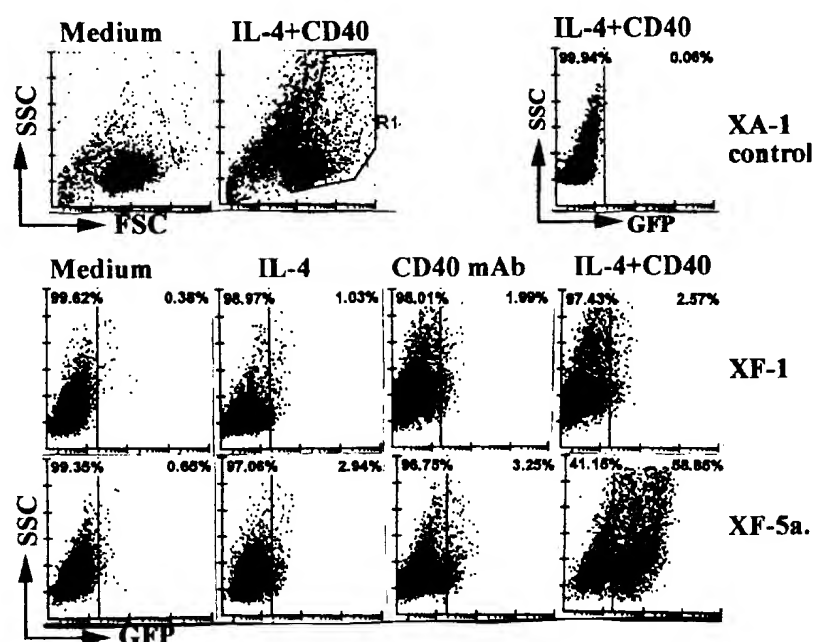 Medium IL-4+CD40 IL-4+CD40
99.94% 0.06%
SSC SSC
R1
XA-1
control
FSC GFP
Medium IL-4 CD40 mAb IL-4+CD40
99.62% 0.38% 98.97% 1.03% 98.01% 1.99% 97.43% 2.57%
XF-1
99.35% 0.65% 97.06% 2.94% 96.75% 3.25% 41.15% 58.85%
SSC
XF-5a.
GFP